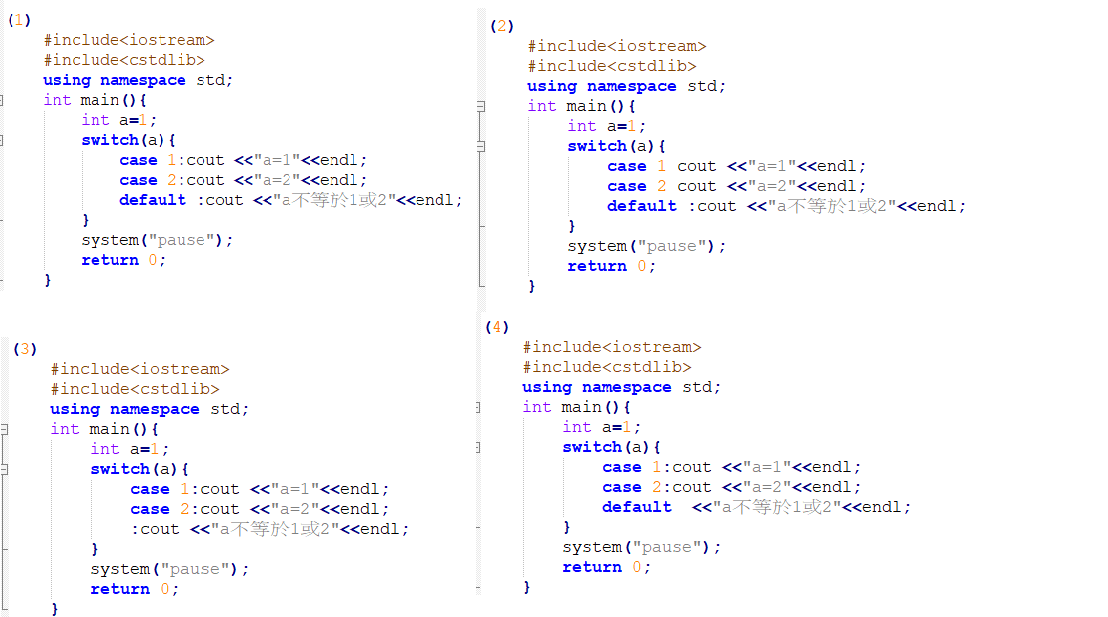 (1)
#include<iostream>
#include<cstdlib>
using namespace std;
int main(){
int a=1;
switch(a){
case 1:cout <<"a=1"<<endl;
case 2:cout <<"a=2"<<endl;
default :cout <<"a不等於1或2"<<endl;
}
system("pause");
return 0;
}
(2)
#include<iostream>
#include<cstdlib>
using namespace std;
int main(){
int a=1;
switch(a){
case 1 cout <<"a=1"<<endl;
case 2 cout <<"a=2"<<endl;
default :cout <<"a不等於1或2"<<endl;
}
system("pause");
return 0;
}
(3)
#include<iostream>
#include<cstdlib>
using namespace std;
int main(){
int a=1;
switch(a){
case 1:cout <<"a=1"<<endl;
case 2:cout <<"a=2"<<endl;
:cout <<"a不等於1或2"<<endl;
}
system("pause");
return 0;
}
(4)
#include<iostream>
#include<cstdlib>
using namespace std;
int main(){
int a=1;
switch(a){
case 1:cout <<"a=1"<<endl;
case 2:cout <<"a=2"<<endl;
default  <<"a不等於1或2"<<endl;
}
system("pause");
return 0;
}